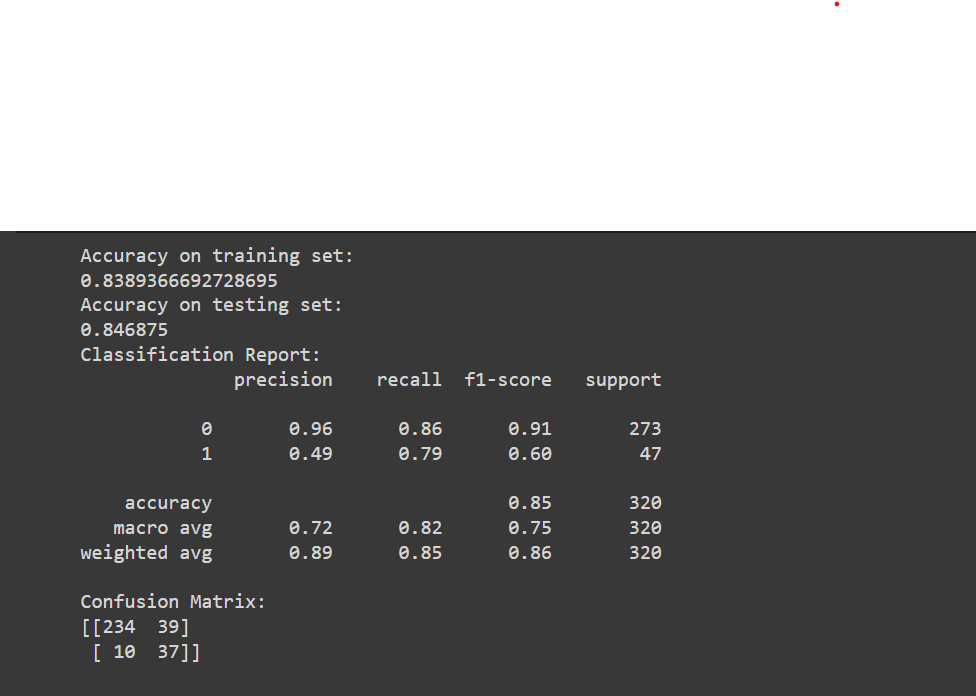 Accuracy on training set:
0.8389366692728695
Accuracy on testing set:
0.846875
Classification Report:
              precision    recall  f1-score   support

           0       0.96      0.86      0.91       273
           1       0.49      0.79      0.60        47

    accuracy                           0.85       320
   macro avg       0.72      0.82      0.75       320
weighted avg       0.89      0.85      0.86       320

Confusion Matrix:
[[234  39]
 [ 10  37]]